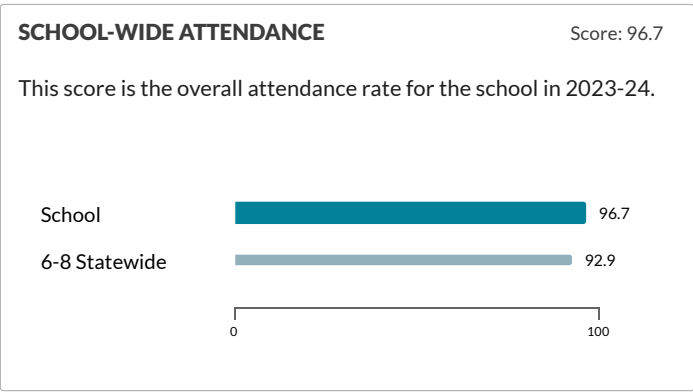 SCHOOL-WIDE ATTENDANCE Score: 96.7
This score is the overall attendance rate for the school in 2023-24.
School 96.7
6-8 Statewide 92.9
0 100